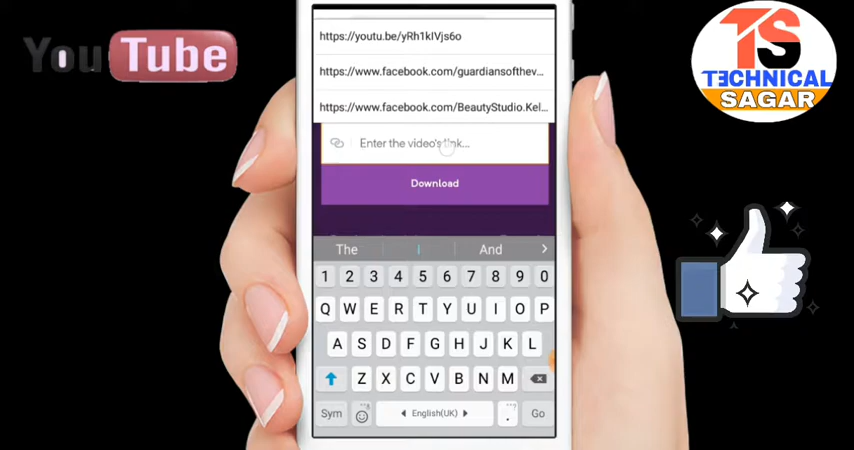 YouTube
TS
TECHNICAL
SAGAR
https://youtu.be/yRh1kIVjs6o
https://www.facebook.com/guardiansofthev...
https://www.facebook.com/BeautyStudio.Kel...
Enter the video's link...
Download
The I And
1 2 3 4 5 6 7 8 9 0
Q W E R T Y U I O P
A S D F G H J K L
Z X C V B N M
Sym English(UK) . Go